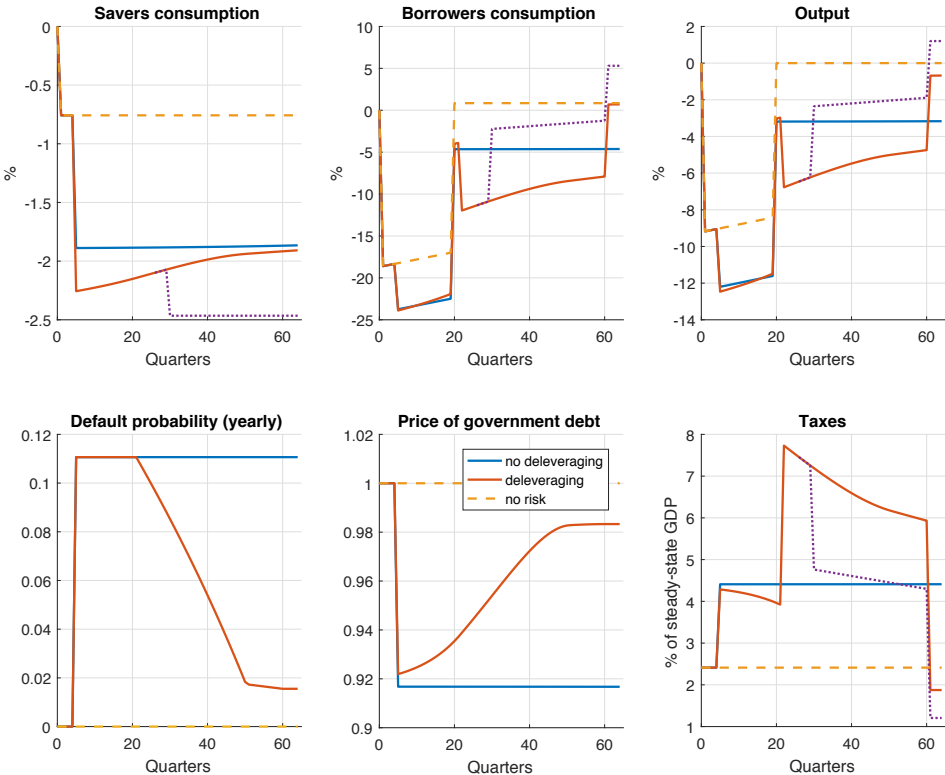 Savers consumption
0
-0.5
-1
-1.5
-2
-2.5
%
0 20 40 60
Quarters
Borrowers consumption
10
5
0
-5
-10
-15
-20
-25
%
0 20 40 60
Quarters
Output
2
0
-2
-4
-6
-8
-10
-12
-14
%
0 20 40 60
Quarters
Default probability (yearly)
0.12
0.1
0.08
0.06
0.04
0.02
0
0 20 40 60
Quarters
Price of government debt
1.02
1
0.98
0.96
0.94
0.92
0.9
no deleveraging
deleveraging
no risk
0 20 40 60
Quarters
Taxes
8
7
6
5
4
3
2
1
% of steady-state GDP
0 20 40 60
Quarters